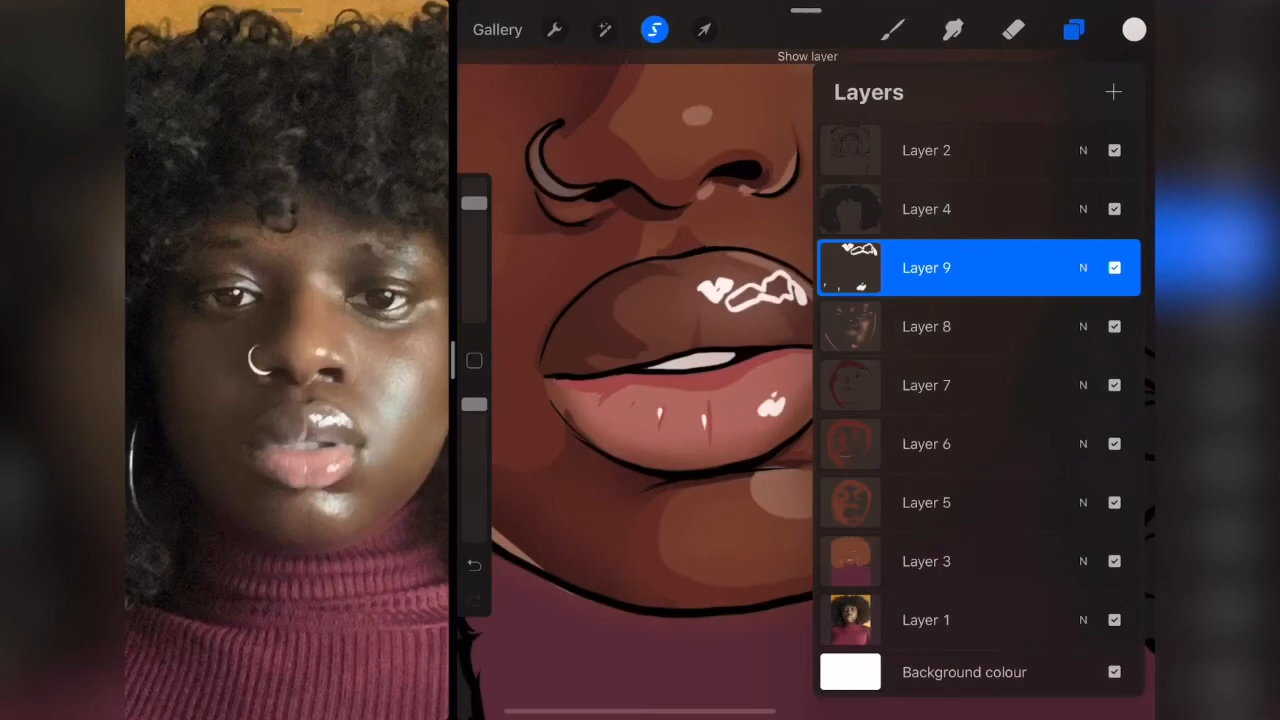 Gallery
Show layer
Layers
Layer 2 N
Layer 4 N
Layer 9 N
Layer 8 N
Layer 7 N
Layer 6 N
Layer 5 N
Layer 3 N
Layer 1 N
Background colour